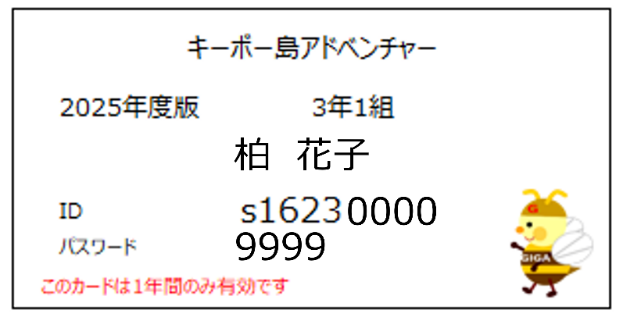 キーボー島アドベンチャー
2025年度版 3年1組
柏 花子
ID s16230000
パスワード 9999
このカードは1年間のみ有効です
G
GIGA